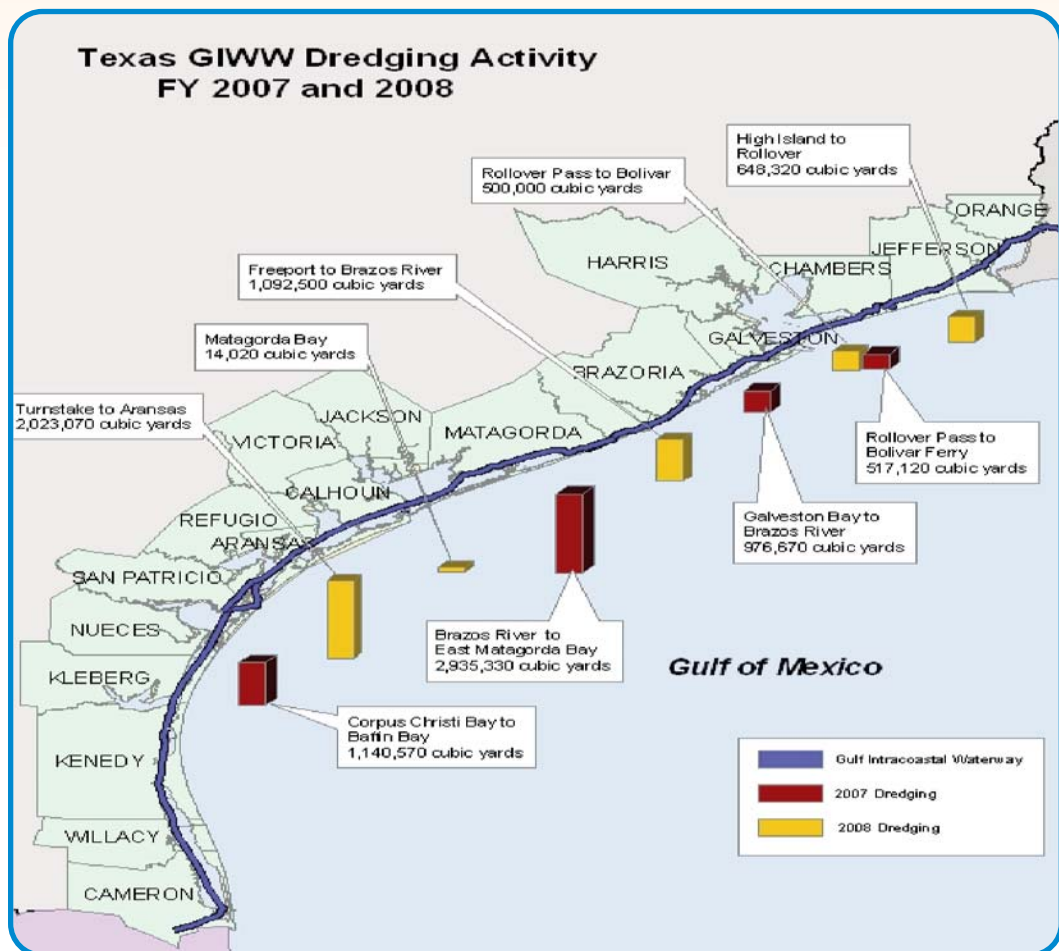 Texas GIWW Dredging Activity
FY 2007 and 2008
High Island to
Rollover
648,320 cubic yards
Rollover Pass to Bolivar
500,000 cubic yards
ORANGE
JEFFERSON
HARRIS
CHAMBERS
Freeport to Brazos River
1,092,500 cubic yards
GALVESTON
Matagorda Bay
14,020 cubic yards
BRAZORIA
Turnstake to Aransas
2,023,070 cubic yards
JACKSON
VICTORIA
MATAGORDA
Rollover Pass to
Bolivar Ferry
517,120 cubic yards
CALHOUN
REFUGIO
ARANSAS
Galveston Bay to
Brazos River
976,670 cubic yards
SAN PATRICIO
NUECES
Brazos River to
East Matagorda Bay
2,935,330 cubic yards
Gulf of Mexico
KLEBERG
Corpus Christi Bay to
Baffin Bay
1,140,570 cubic yards
KENEDY
Gulf Intracoastal Waterway
2007 Dredging
2008 Dredging
WILLACY
CAMERON